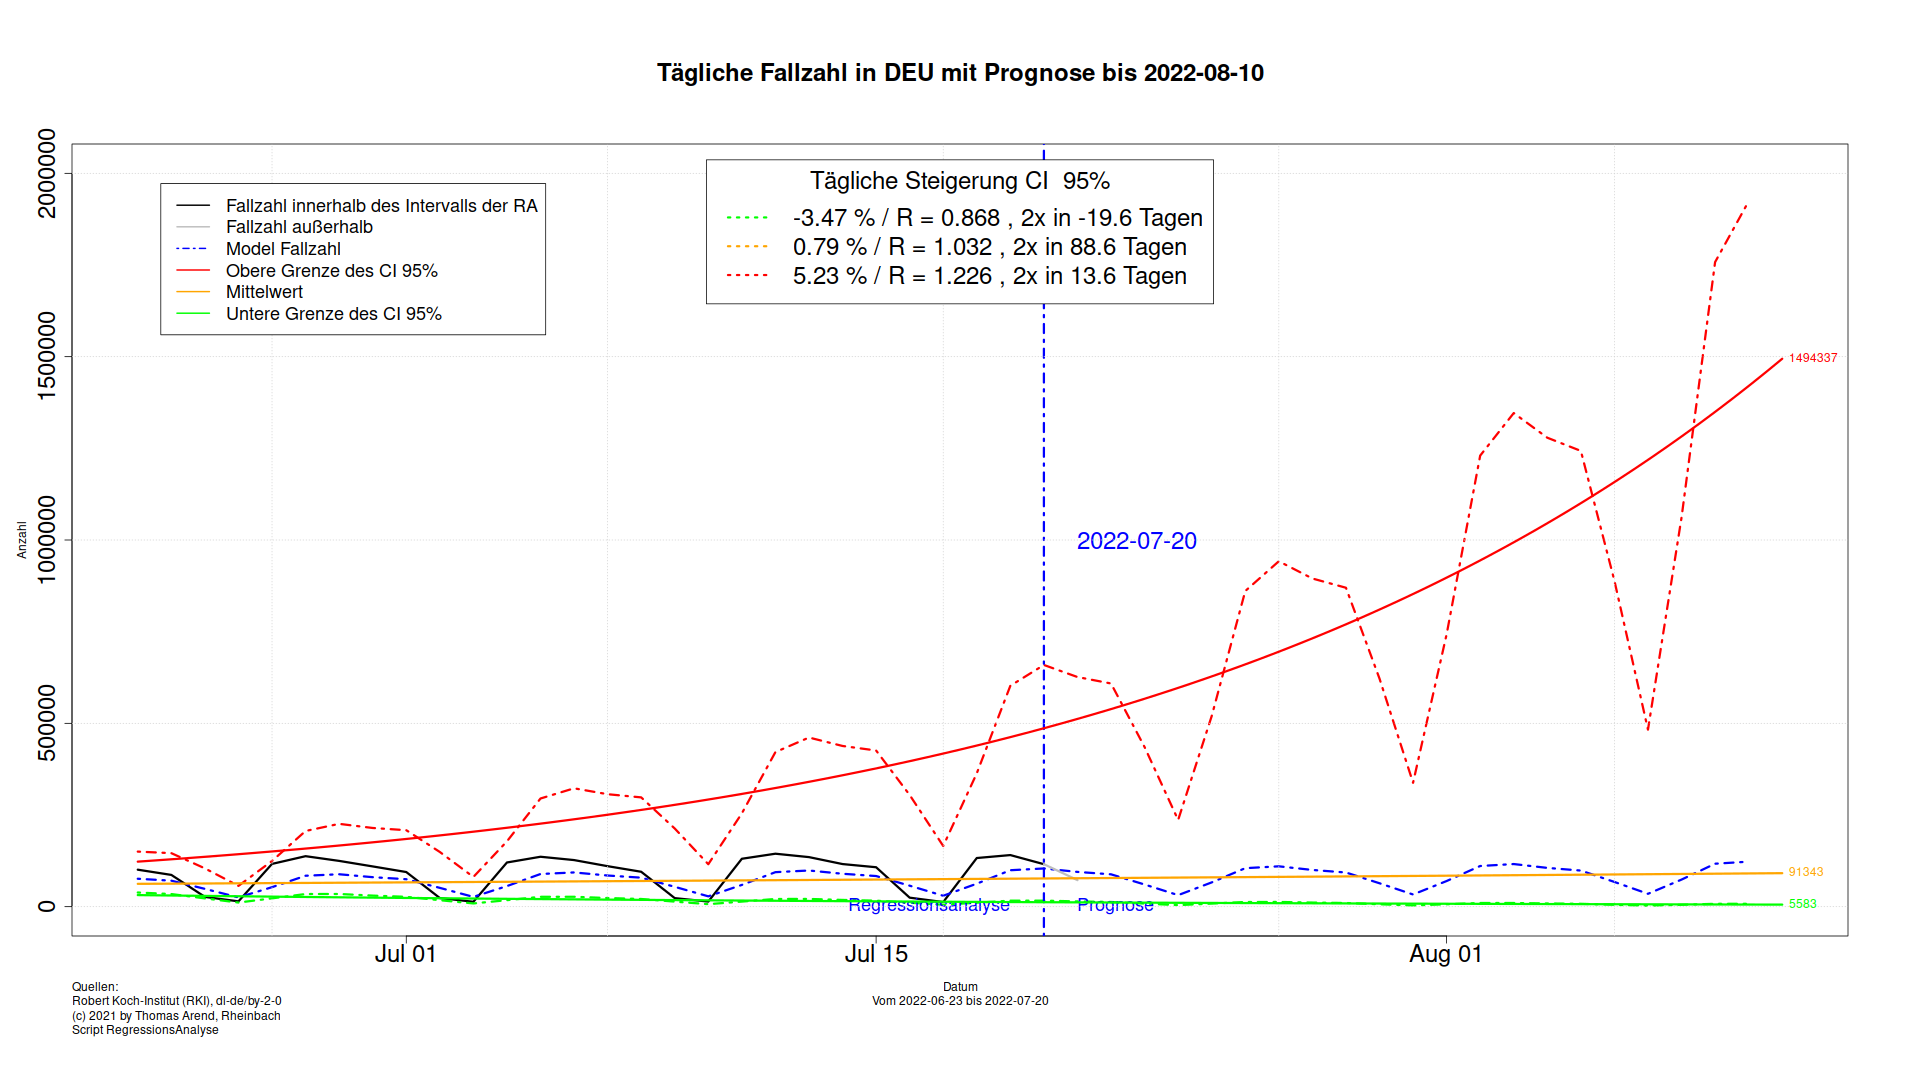 Tägliche Fallzahl in DEU mit Prognose bis 2022-08-10
Tägliche Steigerung CI  95%
-3.47 % / R = 0.868 , 2x in -19.6 Tagen
0.79 % / R = 1.032 , 2x in 88.6 Tagen
5.23 % / R = 1.226 , 2x in 13.6 Tagen
Fallzahl innerhalb des Intervalls der RA
Fallzahl außerhalb
Model Fallzahl
Obere Grenze des CI 95%
Mittelwert
Untere Grenze des CI 95%
Anzahl
2000000
1500000
1000000
500000
0
2022-07-20
1494337
91343
5583
Regressionsanalyse
Prognose
Jul 01
Jul 15
Aug 01
Datum
Vom 2022-06-23 bis 2022-07-20
Quellen:
Robert Koch-Institut (RKI), dl-de/by-2-0
(c) 2021 by Thomas Arend, Rheinbach
Script RegressionsAnalyse